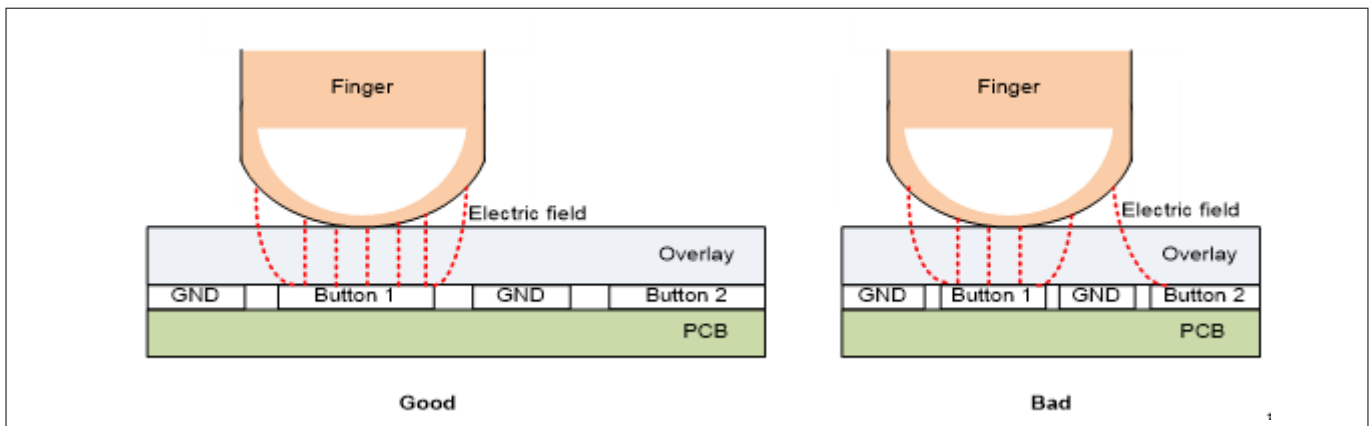 Finger
Electric field
Overlay
GND Button 1 GND Button 2
PCB
Good
Finger
Electric field
Overlay
GND Button 1 GND Button 2
PCB
Bad